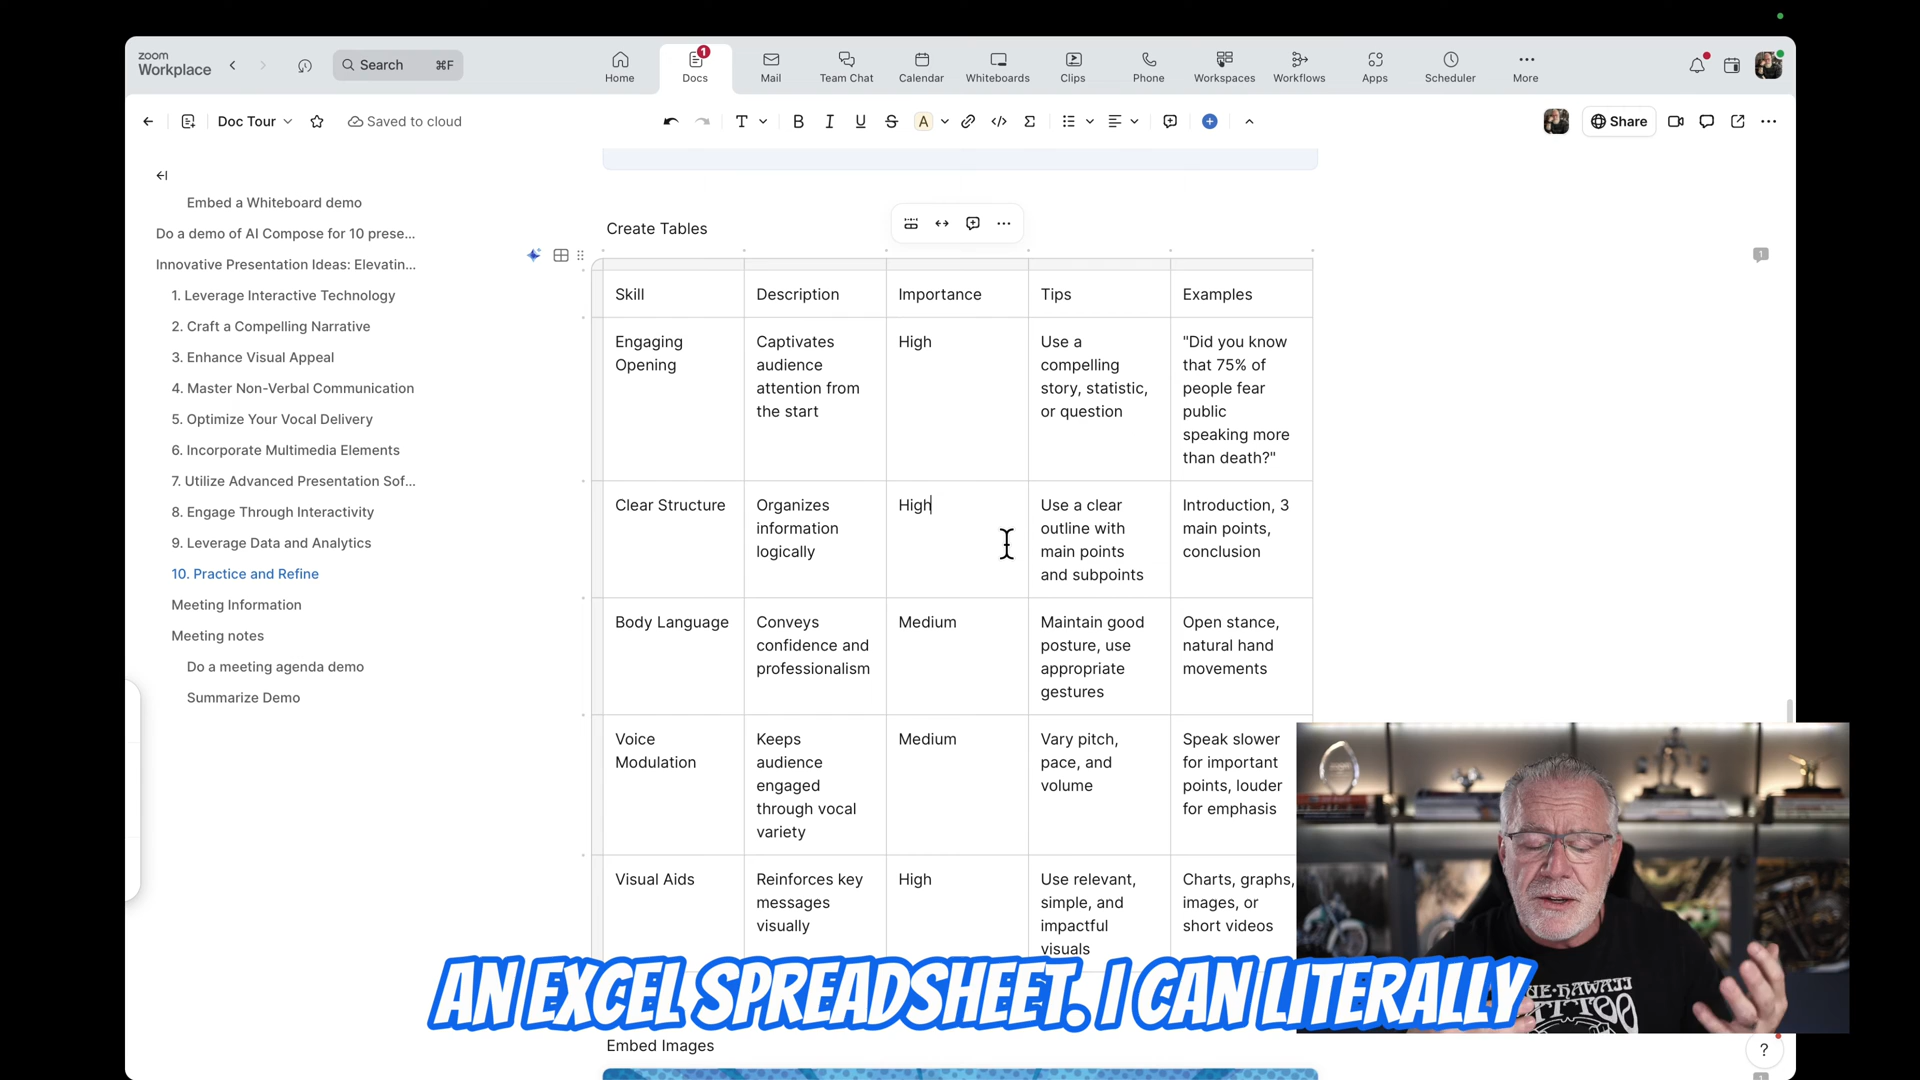 zoom
Workplace
Search
⌘F
Home
1
Docs
Mail
Team Chat
Calendar
Whiteboards
Clips
Phone
Workspaces
Workflows
Apps
Scheduler
More
Doc Tour
Saved to cloud
T
B
I
U
S
A
Σ
Share
Embed a Whiteboard demo
Do a demo of AI Compose for 10 prese...
Innovative Presentation Ideas: Elevatin...
1. Leverage Interactive Technology
2. Craft a Compelling Narrative
3. Enhance Visual Appeal
4. Master Non-Verbal Communication
5. Optimize Your Vocal Delivery
6. Incorporate Multimedia Elements
7. Utilize Advanced Presentation Sof...
8. Engage Through Interactivity
9. Leverage Data and Analytics
10. Practice and Refine
Meeting Information
Meeting notes
Do a meeting agenda demo
Summarize Demo
Create Tables
1
Skill
Description
Importance
Tips
Examples
Engaging
Opening
Captivates
audience
attention from
the start
High
Use a
compelling
story, statistic,
or question
"Did you know
that 75% of
people fear
public
speaking more
than death?"
Clear Structure
Organizes
information
logically
High
Use a clear
outline with
main points
and subpoints
Introduction, 3
main points,
conclusion
Body Language
Conveys
confidence and
professionalism
Medium
Maintain good
posture, use
appropriate
gestures
Open stance,
natural hand
movements
Voice
Modulation
Keeps
audience
engaged
through vocal
variety
Medium
Vary pitch,
pace, and
volume
Speak slower
for important
points, louder
for emphasis
Visual Aids
Reinforces key
messages
visually
High
Use relevant,
simple, and
impactful
visuals
Charts, graphs,
images, or
short videos
AN EXCEL SPREADSHEET. I CAN LITERALLY
Embed Images
?